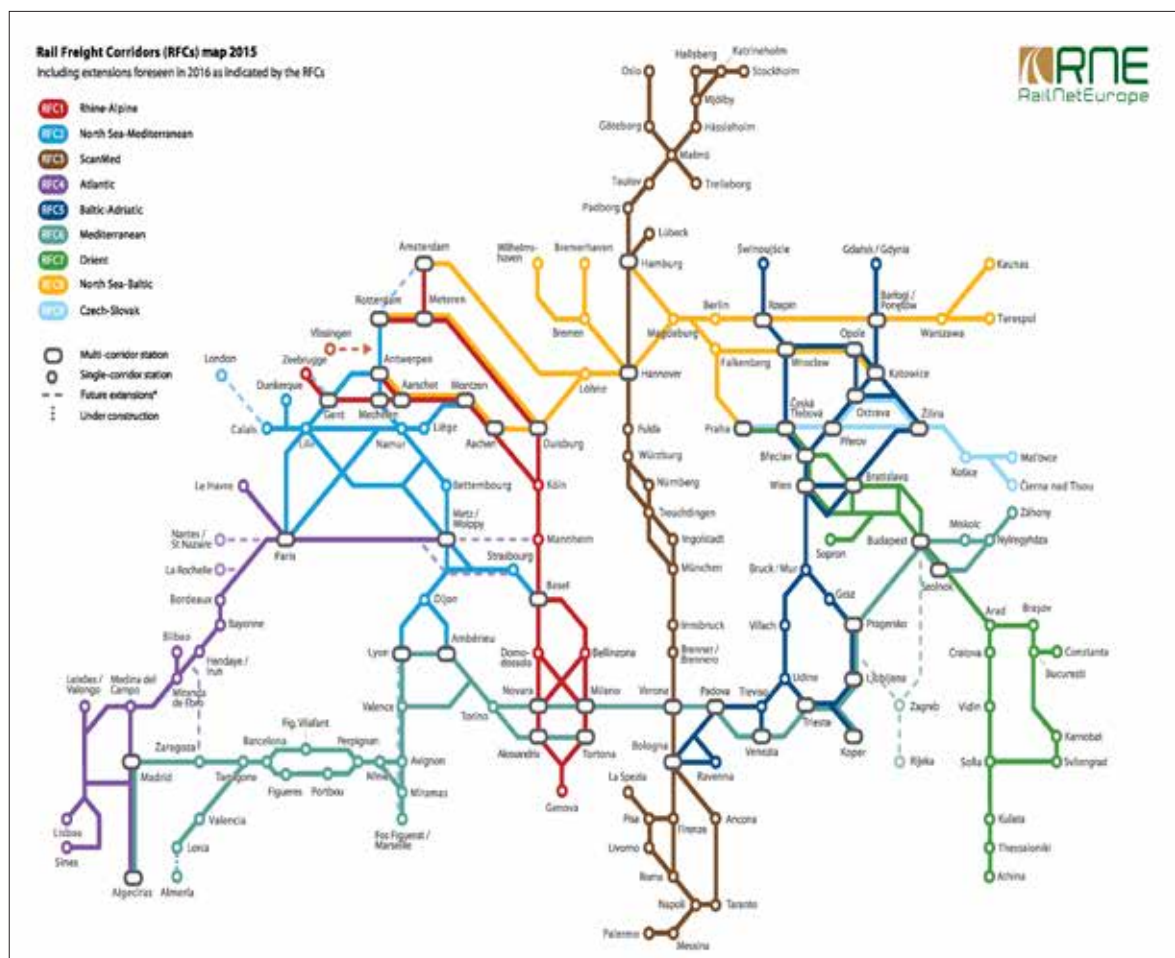 Rail Freight Corridors (RFCs) map 2015
Including extensions foreseen in 2016 as indicated by the RFCs
RNE
RailNetEurope
RFC1 Rhine-Alpine
RFC2 North Sea-Mediterranean
RFC3 ScanMed
RFC4 Atlantic
RFC5 Baltic-Adriatic
RFC6 Mediterranean
RFC7 Orient
RFC8 North Sea-Baltic
Czech-Slovak
Multi-corridor station
Single-corridor station
Future extensions*
Under construction
Oslo
Hallsberg
Katrineholm
Stockholm
Mjölby
Göteborg
Hässleholm
Malmö
Taulov
Trelleborg
Padborg
Lübeck
Hamburg
Amsterdam
Wilhelms-
hoven
Bremerhaven
Świnoujście
Gdańsk / Gdynia
Kaunas
Rotterdam
Meteren
Bremen
Magdeburg
Berlin
Rzepin
Warszawa
Terespol
Vlissingen
London
Zeebrugge
Dunkerque
Antwerpen
Aarschot
Montzen
Löhne
Hannover
Falkenberg
Wrocław
Opole
Katowice
Gent
Mechelen
Calais
Lille
Namur
Liège
Aachen
Duisburg
Fulda
Praha
Česká
Třebová
Ostrava
Přerov
Žilina
Břeclav
Würzburg
Košice
Maťovce
Čierna nad Tisou
Le Havre
Bettembourg
Köln
Nürnberg
Wien
Bratislava
Metz /
Woippy
Treuchtlingen
Záhony
Nantes /
St Nazaire
Paris
Strasbourg
Mannheim
Ingolstadt
Sopron
Budapest
Miskolc
Nyíregyháza
La Rochelle
München
Bruck / Mur
Szolnok
Bordeaux
Dijon
Basel
Graz
Bayonne
Bilbao
Ambérieu
Innsbruck
Villach
Pragersko
Arad
Braşov
Hendaye /
Irun
Lyon
Domo-
dossola
Bellinzona
Brenner /
Brennero
Craiova
Constanta
Bucuresti
Leixões /
Valongo
Medina del
Campo
Miranda
de Ebro
Valence
Torino
Novara
Milano
Verona
Padova
Treviso
Udine
Ljubljana
Zagreb
Vidin
Trieste
Venezia
Koper
Rijeka
Karnobat
Zaragoza
Barcelona
Fig. Vilafant
Perpignan
Avignon
Alessandria
Tortona
Bologna
Ravenna
Sofia
Svilengrad
Madrid
Tarragona
Figueres
Portbou
Miramas
Genova
La Spezia
Lisboa
Sines
Valencia
Fos Figuerat /
Marseille
Pisa
Firenze
Ancona
Kulata
Lorca
Livorno
Thessaloniki
Algeciras
Almería
Roma
Athina
Napoli
Taranto
Palermo
Messina